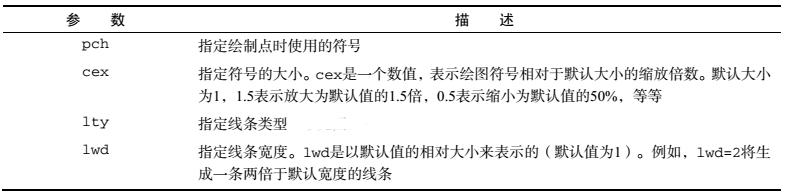 参 数 描 述
pch 指定绘制点时使用的符号
cex 指定符号的大小。cex是一个数值，表示绘图符号相对于默认大小的缩放倍数。默认大小
为1，1.5表示放大为默认值的1.5倍，0.5表示缩小为默认值的50%，等等
lty 指定线条类型
lwd 指定线条宽度。lwd是以默认值的相对大小来表示的（默认值为1）。例如，lwd=2将生
成一条两倍于默认宽度的线条